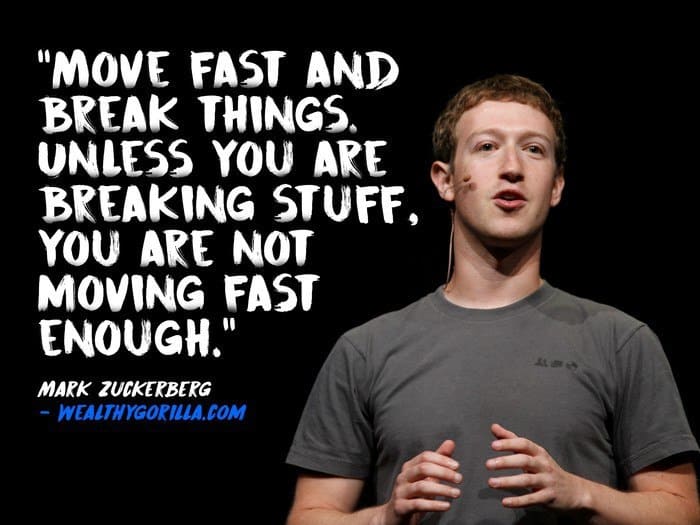 "MOVE FAST AND
BREAK THINGS.
UNLESS YOU ARE
BREAKING STUFF,
YOU ARE NOT
MOVING FAST
ENOUGH."
MARK ZUCKERBERG
- WEALTHYGORILLA.COM